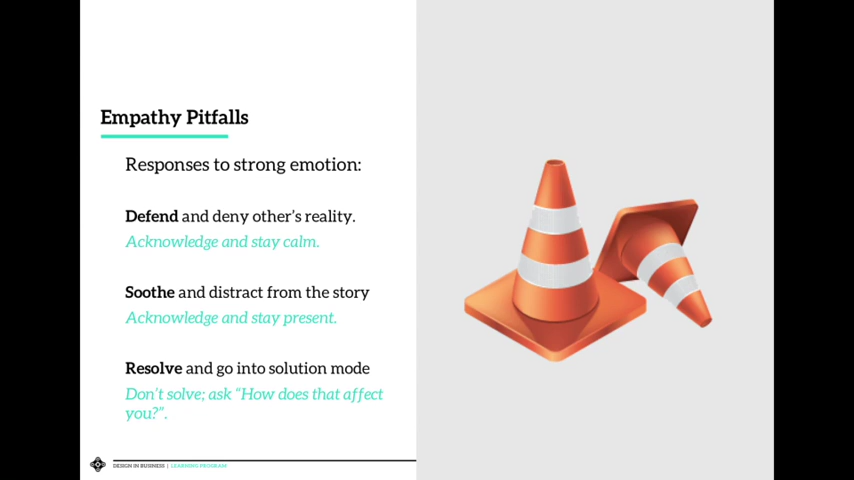 Empathy Pitfalls
Responses to strong emotion:
Defend and deny other’s reality.
Acknowledge and stay calm.
Soothe and distract from the story
Acknowledge and stay present.
Resolve and go into solution mode
Don’t solve; ask “How does that affect
you?”.
DESIGN IN BUSINESS | LEARNING PROGRAM